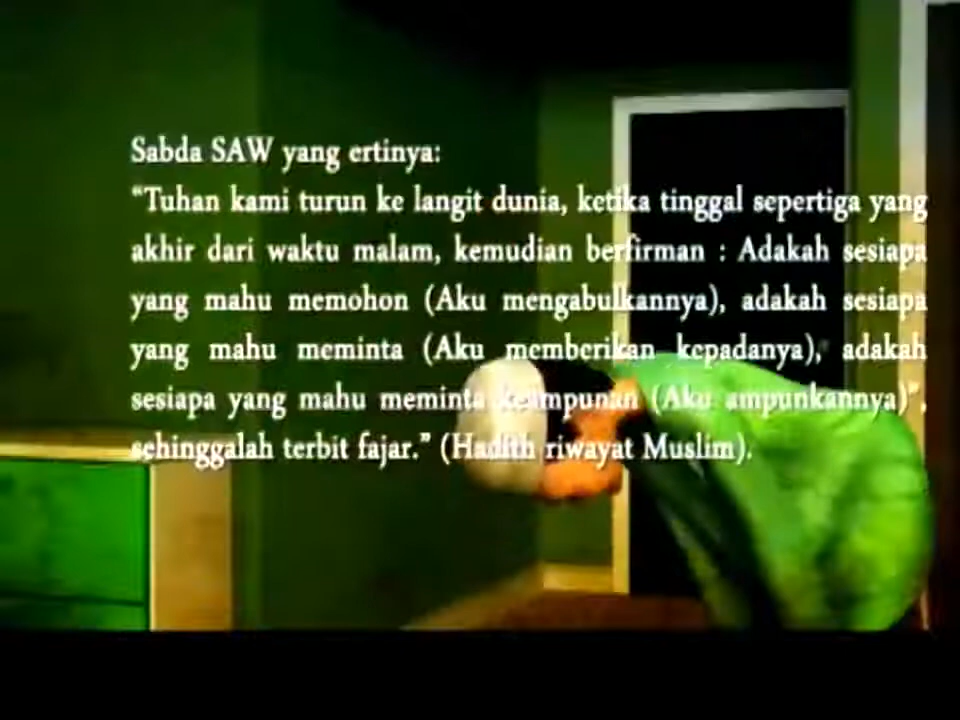 Sabda SAW yang ertinya:
“Tuhan kami turun ke langit dunia, ketika tinggal sepertiga yang
akhir dari waktu malam, kemudian berfirman : Adakah sesiapa
yang mahu memohon (Aku mengabulkannya), adakah sesiapa
yang mahu meminta (Aku memberikan kepadanya), adakah
sesiapa yang mahu meminta keampunan (Aku ampunkannya)”,
sehinggalah terbit fajar.” (Hadith riwayat Muslim).